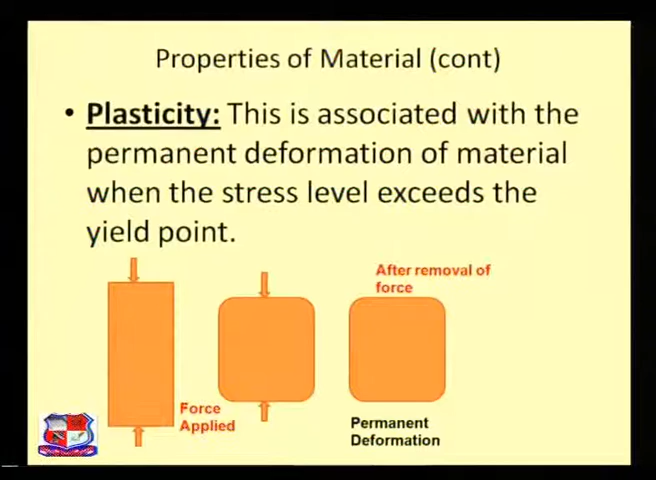 Properties of Material (cont)
• Plasticity: This is associated with the
permanent deformation of material
when the stress level exceeds the
yield point.
After removal of
force
Force
Applied
Permanent
Deformation